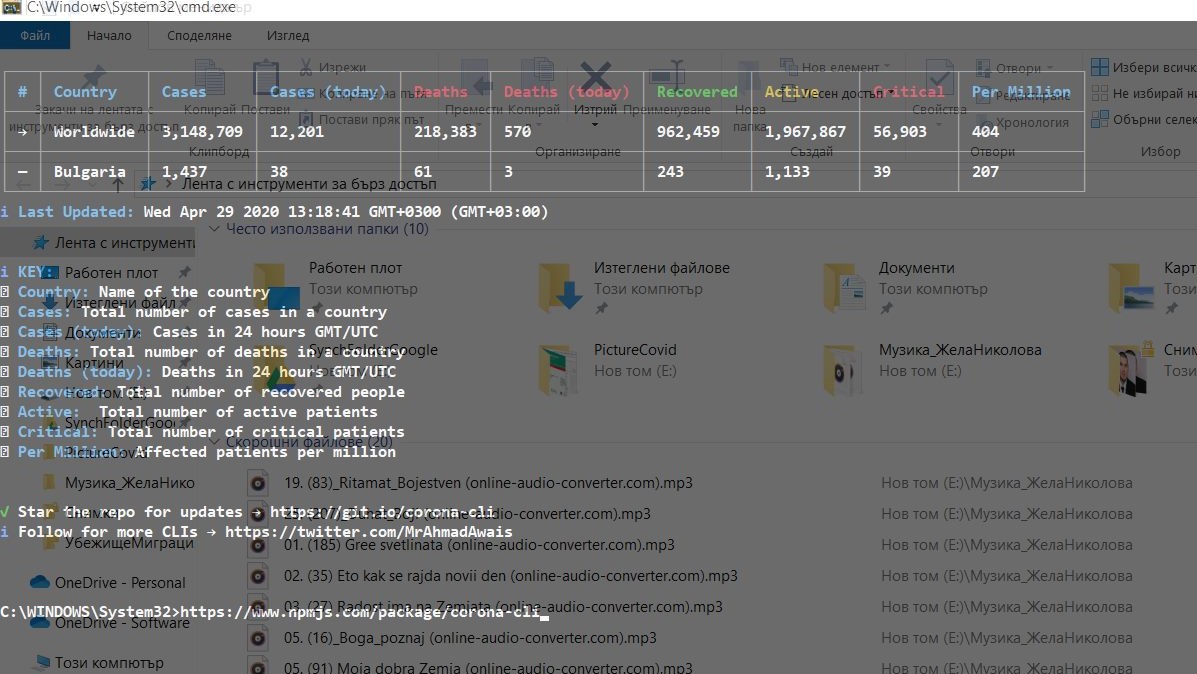 C:\Windows\System32\cmd.exe
Файл Начало Споделяне Изглед
Изрежи Нов елемент Отвори Избери всичк
# Country Cases Cases (today) Deaths Deaths (today) Recovered Active Critical Per Million
Закачи на лентата с Копирай Постави Премести Копирай Изтрий Преименуване Нова Свойства Не избирай н
инструменти за бърз достъп Постави пряк път папка Хронология Обърни селек
→ Worldwide 3,148,709 12,201 218,383 570 962,459 1,967,867 56,903 404
Клипборд Организиране Създай Отвори Избор
— Bulgaria 1,437 38 61 3 243 1,133 39 207
Лента с инструменти за бърз достъп
i Last Updated: Wed Apr 29 2020 13:18:41 GMT+0300 (GMT+03:00)
Често използвани папки (10)
Лента с инструменти
i KEY:
Country: Name of the country
Cases: Total number of cases in a country
Cases (today): Cases in 24 hours GMT/UTC
Deaths: Total number of deaths in a country
Deaths (today): Deaths in 24 hours GMT/UTC
Recovered: Total number of recovered people
Active: Total number of active patients
Critical: Total number of critical patients
Per Million: Affected patients per million
√ Star the repo for updates → https://git.io/corona-cli
i Follow for more CLIs → https://twitter.com/MrAhmadAwais
C:\WINDOWS\System32>https://www.npmjs.com/package/corona-cli
Работен плот
Изтеглени файл
Документи
Картини
Нов том (E:)
SynchFolderGoo
PictureCovid
Музика_ЖелаНико
УбежищеМиграци
OneDrive - Personal
OneDrive - Software
Този компютър
Работен плот
Този компютър
Изтеглени файлове
Този компютър
Документи
Този компютър
Карт
Този
SynchFolderGoogle
PictureCovid
Нов том (E:)
Музика_ЖелаНиколова
Нов том (E:)
Сним
Този
Скорошни файлове (20)
19. (83)_Ritamat_Bojestven (online-audio-converter.com).mp3 Нов том (E:)\Музика_ЖелаНиколова
(online-audio-converter.com).mp3 Нов том (E:)\Музика_ЖелаНиколова
01. (185) Gree svetlinata (online-audio-converter.com).mp3 Нов том (E:)\Музика_ЖелаНиколова
02. (35) Eto kak se rajda novii den (online-audio-converter.com).mp3 Нов том (E:)\Музика_ЖелаНиколова
03. (27) Radost ima na Zemiata (online-audio-converter.com).mp3 Нов том (E:)\Музика_ЖелаНиколова
05. (16)_Boga_poznaj (online-audio-converter.com).mp3 Нов том (E:)\Музика_ЖелаНиколова
05. (91) Moja dobra Zemia (online-audio-converter.com).mp3 Нов том (E:)\Музика_ЖелаНиколова